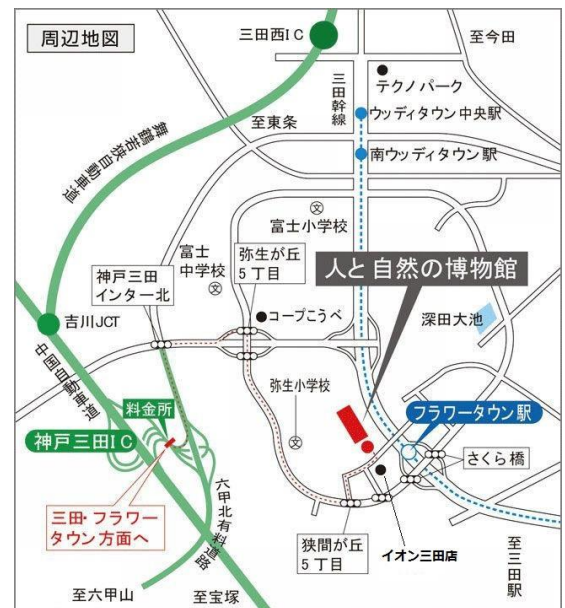 周辺地図
三田西IC
至今田
テクノパーク
三田幹線
ウッディタウン中央駅
至東条
南ウッディタウン駅
舞鶴若狭自動車道
富士小学校
文
富士
中学校
文
弥生が丘
5丁目
人と自然の博物館
神戸三田
インター北
コープこうべ
深田大池
吉川JCT
中国自動車道
弥生小学校
文
料金所
フラワータウン駅
神戸三田IC
さくら橋
三田・フラワー
タウン方面へ
六甲北有料道路
狭間が丘
5丁目
イオン三田店
至三田駅
至六甲山
至宝塚